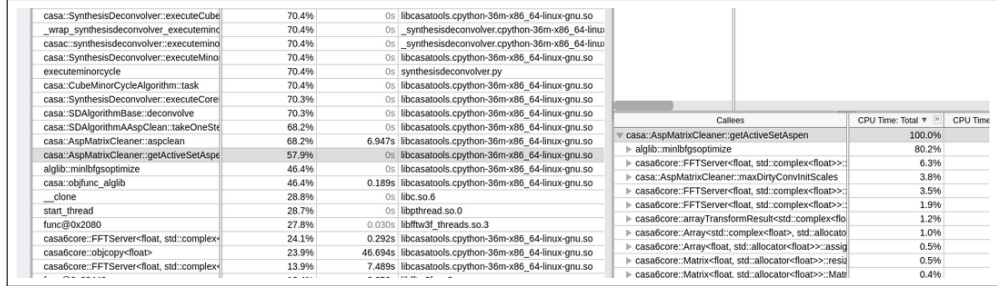 casa::SynthesisDeconvolver::executeCube 70.4% 0s libcasatools.cpython-36m-x86_64-linux-gnu.so
_wrap_synthesisdeconvolver_executeminc 70.4% 0s _synthesisdeconvolver.cpython-36m-x86_64-linu
casac::synthesisdeconvolver::executemino 70.4% 0s _synthesisdeconvolver.cpython-36m-x86_64-linu
casa::SynthesisDeconvolver::executeMinor 70.4% 0s libcasatools.cpython-36m-x86_64-linux-gnu.so
executeminorcycle 70.4% 0s synthesisdeconvolver.py
casa::CubeMinorCycleAlgorithm::task 70.4% 0s libcasatools.cpython-36m-x86_64-linux-gnu.so
casa::SynthesisDeconvolver::executeCore 70.3% 0s libcasatools.cpython-36m-x86_64-linux-gnu.so
casa::SDAlgorithmBase::deconvolve 70.3% 0s libcasatools.cpython-36m-x86_64-linux-gnu.so
casa::SDAlgorithmAAspClean::takeOneSte 68.2% 0s libcasatools.cpython-36m-x86_64-linux-gnu.so
casa::AspMatrixCleaner::aspclean 68.2% 6.947s libcasatools.cpython-36m-x86_64-linux-gnu.so
casa::AspMatrixCleaner::getActiveSetAspe 57.9% 0s libcasatools.cpython-36m-x86_64-linux-gnu.so
alglib::minlbfgsoptimize 46.4% 0s libcasatools.cpython-36m-x86_64-linux-gnu.so
casa::objfunc_alglib 46.4% 0.189s libcasatools.cpython-36m-x86_64-linux-gnu.so
__clone 28.8% 0s libc.so.6
start_thread 28.7% 0s libpthread.so.0
func@0x2080 27.8% 0.030s libfftw3f_threads.so.3
casa6core::FFTServer<float, std::complex< 24.1% 0.292s libcasatools.cpython-36m-x86_64-linux-gnu.so
casa6core::objcopy<float> 23.9% 46.694s libcasatools.cpython-36m-x86_64-linux-gnu.so
casa6core::FFTServer<float, std::complex< 13.9% 7.489s libcasatools.cpython-36m-x86_64-linux-gnu.so
Callees CPU Time: Total CPU Time
casa::AspMatrixCleaner::getActiveSetAspen 100.0%
alglib::minlbfgsoptimize 80.2%
casa6core::FFTServer<float, std::complex<float>>:: 6.3%
casa::AspMatrixCleaner::maxDirtyConvInitScales 3.8%
casa6core::FFTServer<float, std::complex<float>>:: 3.5%
casa6core::FFTServer<float, std::complex<float>>:: 1.9%
casa6core::arrayTransformResult<std::complex<flo 1.2%
casa6core::Array<std::complex<float>, std::allocato 1.0%
casa6core::Array<float, std::allocator<float>>::assig 0.5%
casa6core::Matrix<float, std::allocator<float>>::resiz 0.5%
casa6core::Matrix<float, std::allocator<float>>::Matr 0.4%